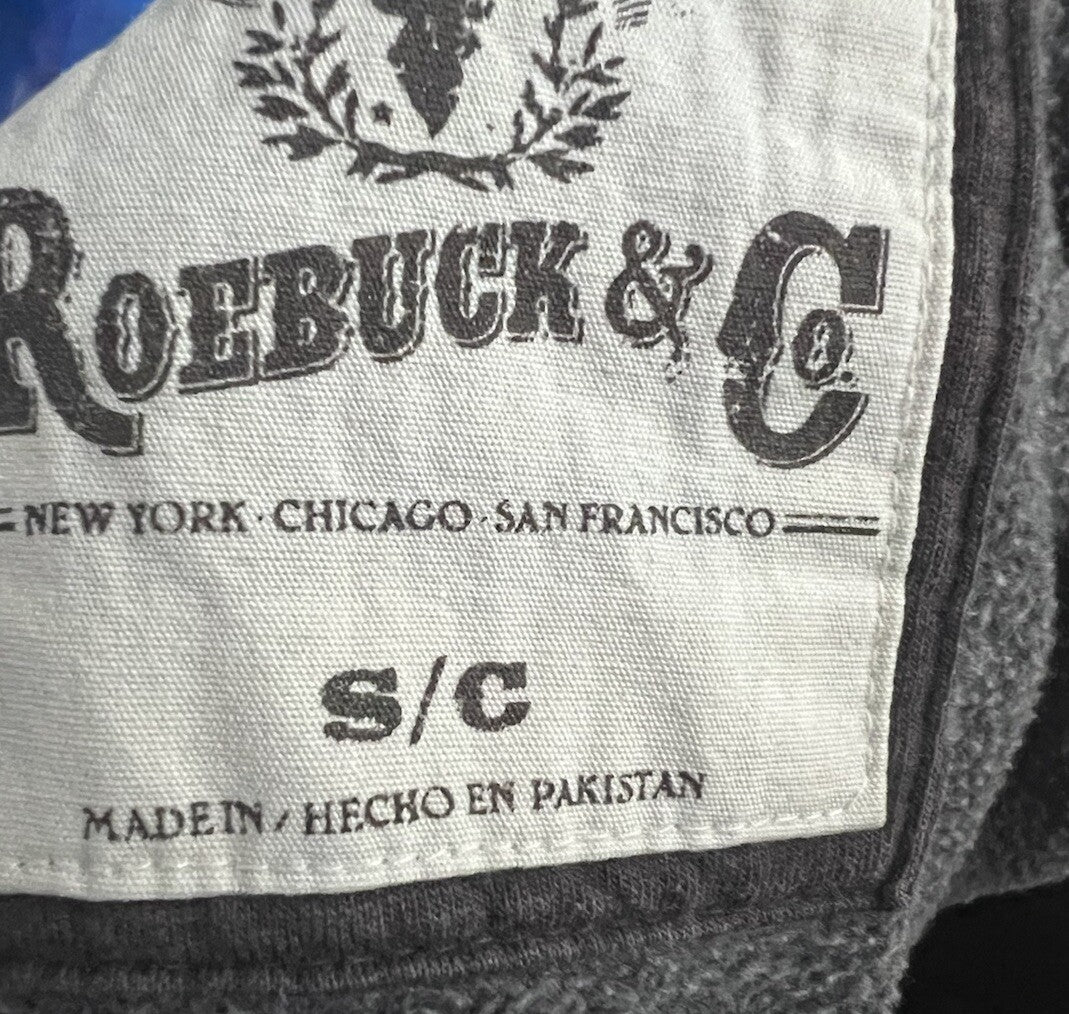 ROEBUCK & Co
NEW YORK · CHICAGO · SAN FRANCISCO
S/C
MADE IN / HECHO EN PAKISTAN